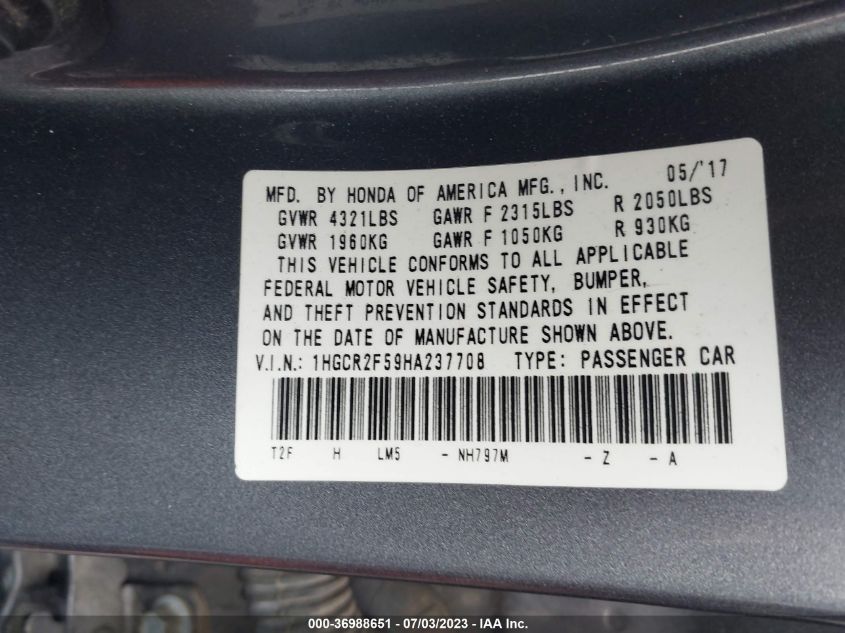 MFD. BY HONDA OF AMERICA MFG., INC. 05/'17
GVWR 4321LBS GAWR F 2315LBS R 2050LBS
GVWR 1960KG GAWR F 1050KG R 930KG
THIS VEHICLE CONFORMS TO ALL APPLICABLE
FEDERAL MOTOR VEHICLE SAFETY, BUMPER,
AND THEFT PREVENTION STANDARDS IN EFFECT
ON THE DATE OF MANUFACTURE SHOWN ABOVE.
V.I.N.: 1HGCR2F59HA237708 TYPE: PASSENGER CAR
T2F H LM5 - NH797M - Z - A
000-36988651 - 07/03/2023 - IAA Inc.